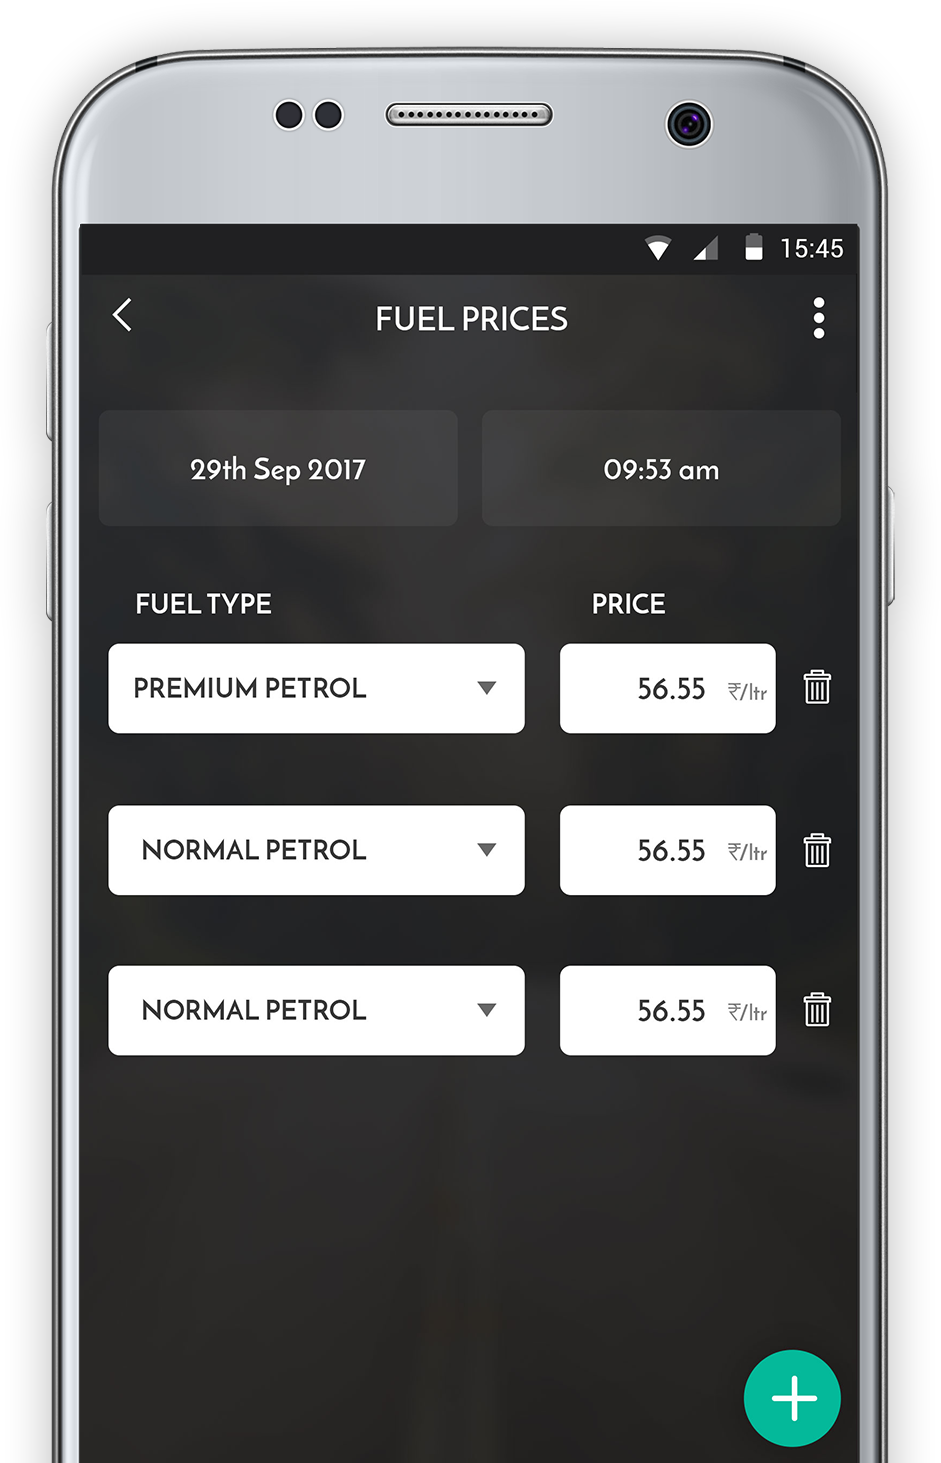 15:45
FUEL PRICES
29th Sep 2017 09:53 am
FUEL TYPE PRICE
PREMIUM PETROL 56.55 ₹/ltr
NORMAL PETROL 56.55 ₹/ltr
NORMAL PETROL 56.55 ₹/ltr